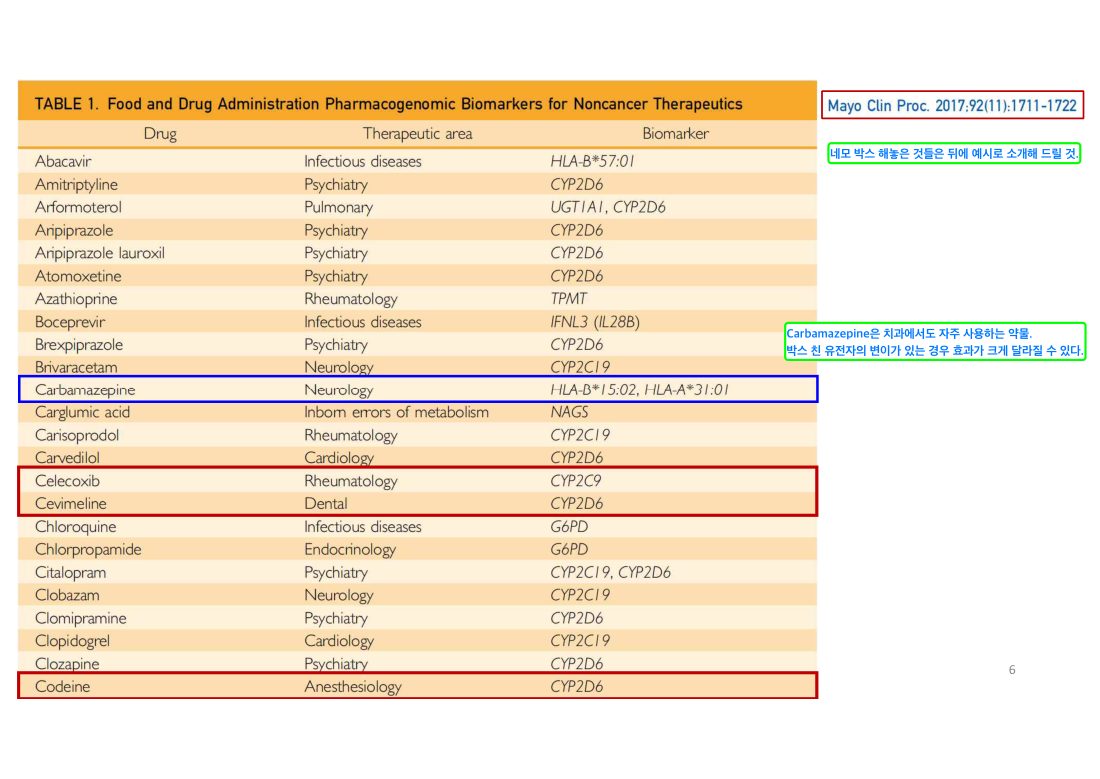 TABLE 1. Food and Drug Administration Pharmacogenomic Biomarkers for Noncancer Therapeutics
Mayo Clin Proc. 2017;92(11):1711-1722
Drug Therapeutic area Biomarker
네모 박스 해놓은 것들은 뒤에 예시로 소개해 드릴 것.
Abacavir Infectious diseases HLA-B*57:01
Amitriptyline Psychiatry CYP2D6
Arformoterol Pulmonary UGT1A1, CYP2D6
Aripiprazole Psychiatry CYP2D6
Aripiprazole lauroxil Psychiatry CYP2D6
Atomoxetine Psychiatry CYP2D6
Azathioprine Rheumatology TPMT
Boceprevir Infectious diseases IFNL3 (IL28B)
Carbamazepine은 치과에서도 자주 사용하는 약물.
박스 친 유전자의 변이가 있는 경우 효과가 크게 달라질 수 있다.
Brexpiprazole Psychiatry CYP2D6
Brivaracetam Neurology CYP2C19
Carbamazepine Neurology HLA-B*15:02, HLA-A*31:01
Carglumic acid Inborn errors of metabolism NAGS
Carisoprodol Rheumatology CYP2C19
Carvedilol Cardiology CYP2D6
Celecoxib Rheumatology CYP2C9
Cevimeline Dental CYP2D6
Chloroquine Infectious diseases G6PD
Chlorpropamide Endocrinology G6PD
Citalopram Psychiatry CYP2C19, CYP2D6
Clobazam Neurology CYP2C19
Clomipramine Psychiatry CYP2D6
Clopidogrel Cardiology CYP2C19
Clozapine Psychiatry CYP2D6
Codeine Anesthesiology CYP2D6
6